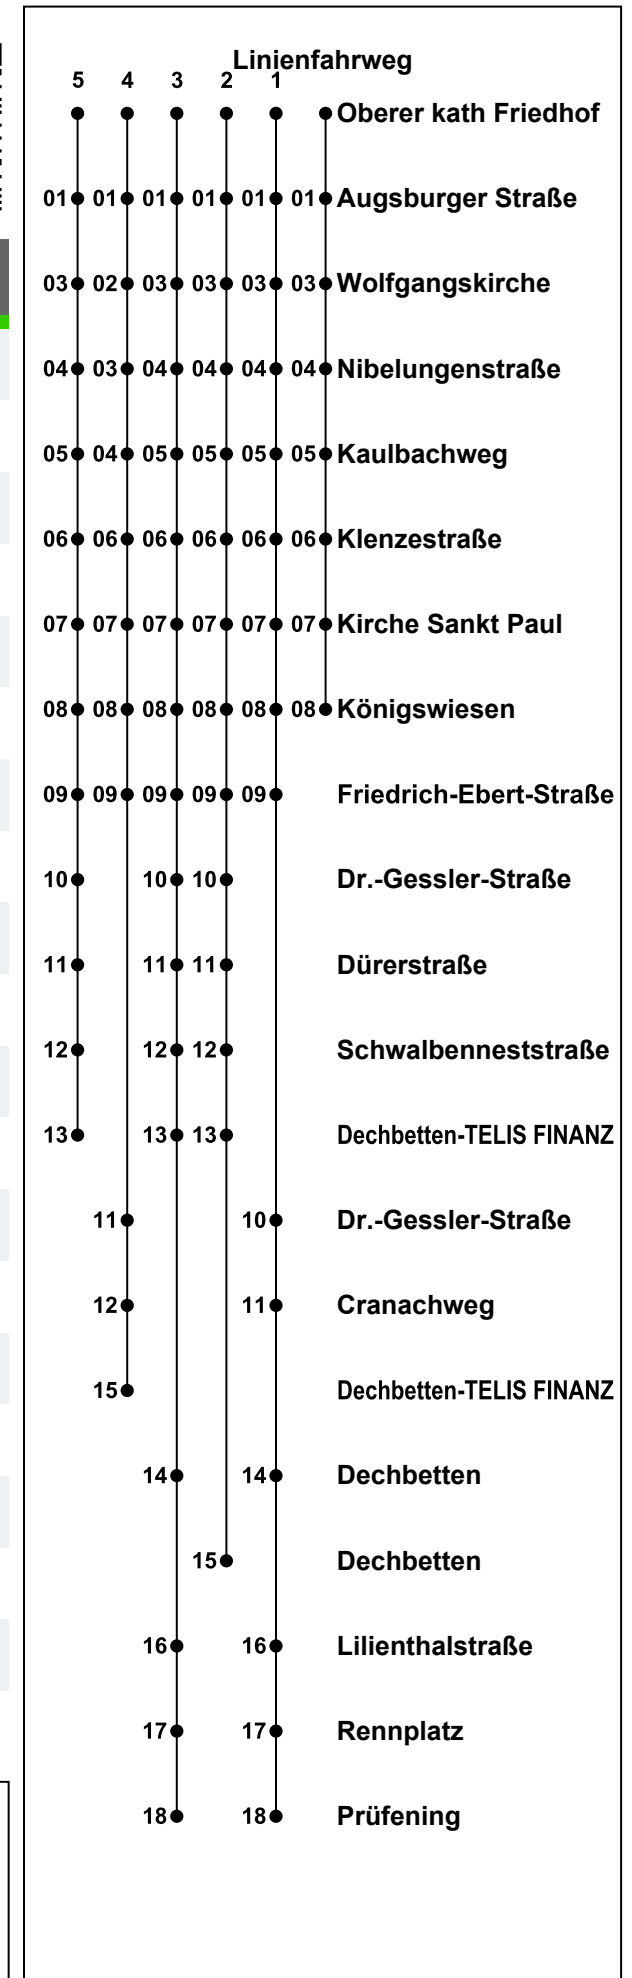 Linienfahrweg
5 4 3 2 1
Oberer kath Friedhof
01 01 01 01 01 01 Augsburger Straße
03 02 03 03 03 03 Wolfgangskirche
04 03 04 04 04 04 Nibelungenstraße
05 04 05 05 05 05 Kaulbachweg
06 06 06 06 06 06 Klenzestraße
07 07 07 07 07 07 Kirche Sankt Paul
08 08 08 08 08 08 Königswiesen
09 09 09 09 09 Friedrich-Ebert-Straße
10 10 10 Dr.-Gessler-Straße
11 11 11 Dürerstraße
12 12 12 Schwalbenneststraße
13 13 13 Dechbetten-TELIS FINANZ
11 10 Dr.-Gessler-Straße
12 11 Cranachweg
15 Dechbetten-TELIS FINANZ
14 14 Dechbetten
15 Dechbetten
16 16 Lilienthalstraße
17 17 Rennplatz
18 18 Prüfening